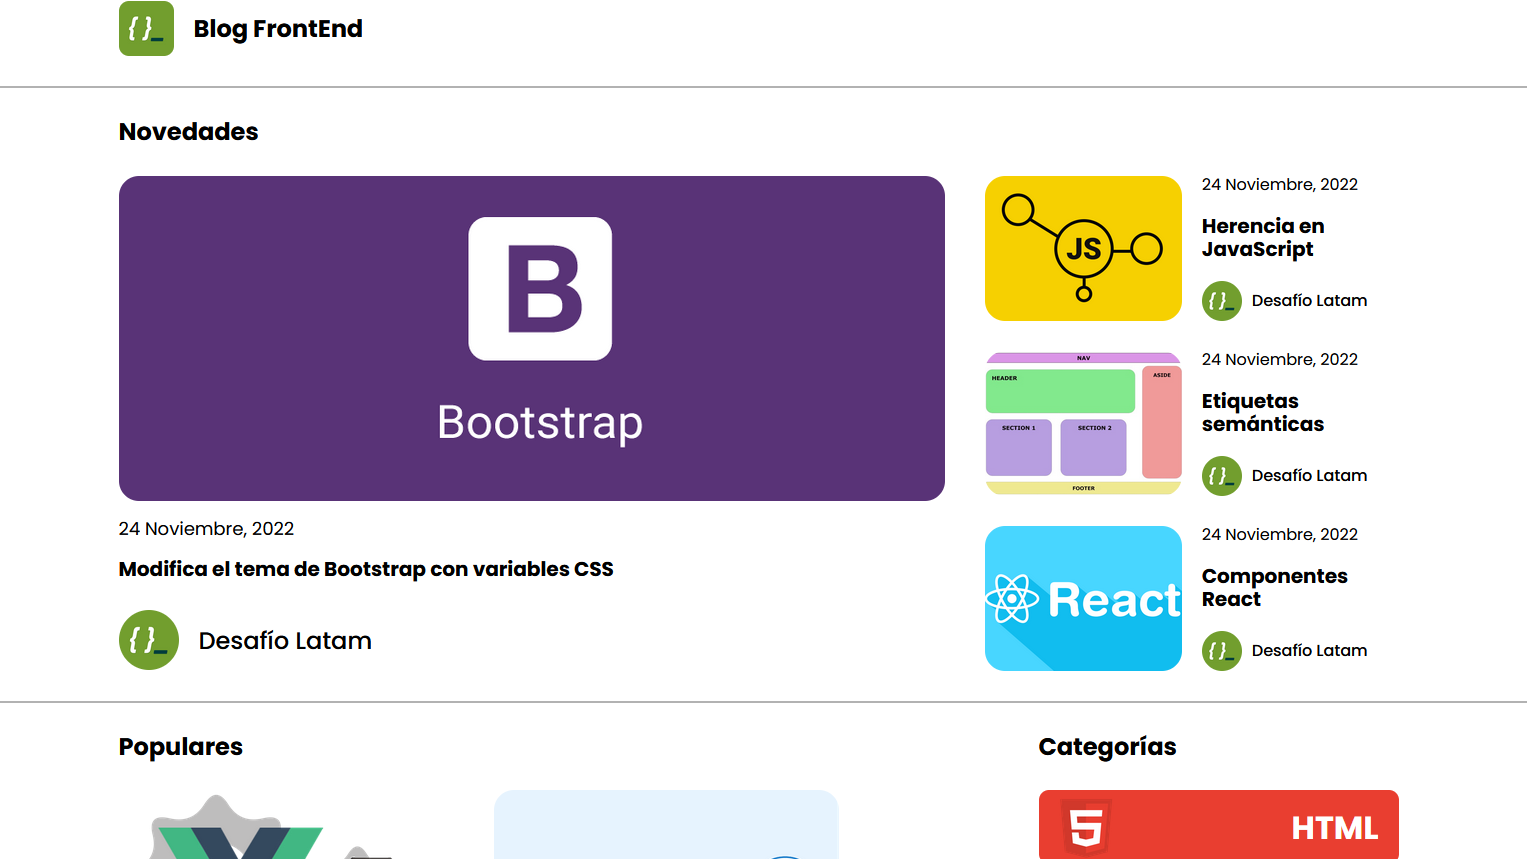 { }_ Blog FrontEnd
Novedades
B
Bootstrap
24 Noviembre, 2022
Modifica el tema de Bootstrap con variables CSS
{ }_ Desafío Latam
JS
24 Noviembre, 2022
Herencia en
JavaScript
{ }_ Desafío Latam
NAV
HEADER
ASIDE
SECTION 1
SECTION 2
FOOTER
24 Noviembre, 2022
Etiquetas
semánticas
{ }_ Desafío Latam
React
24 Noviembre, 2022
Componentes
React
{ }_ Desafío Latam
Populares
Categorías
5
HTML